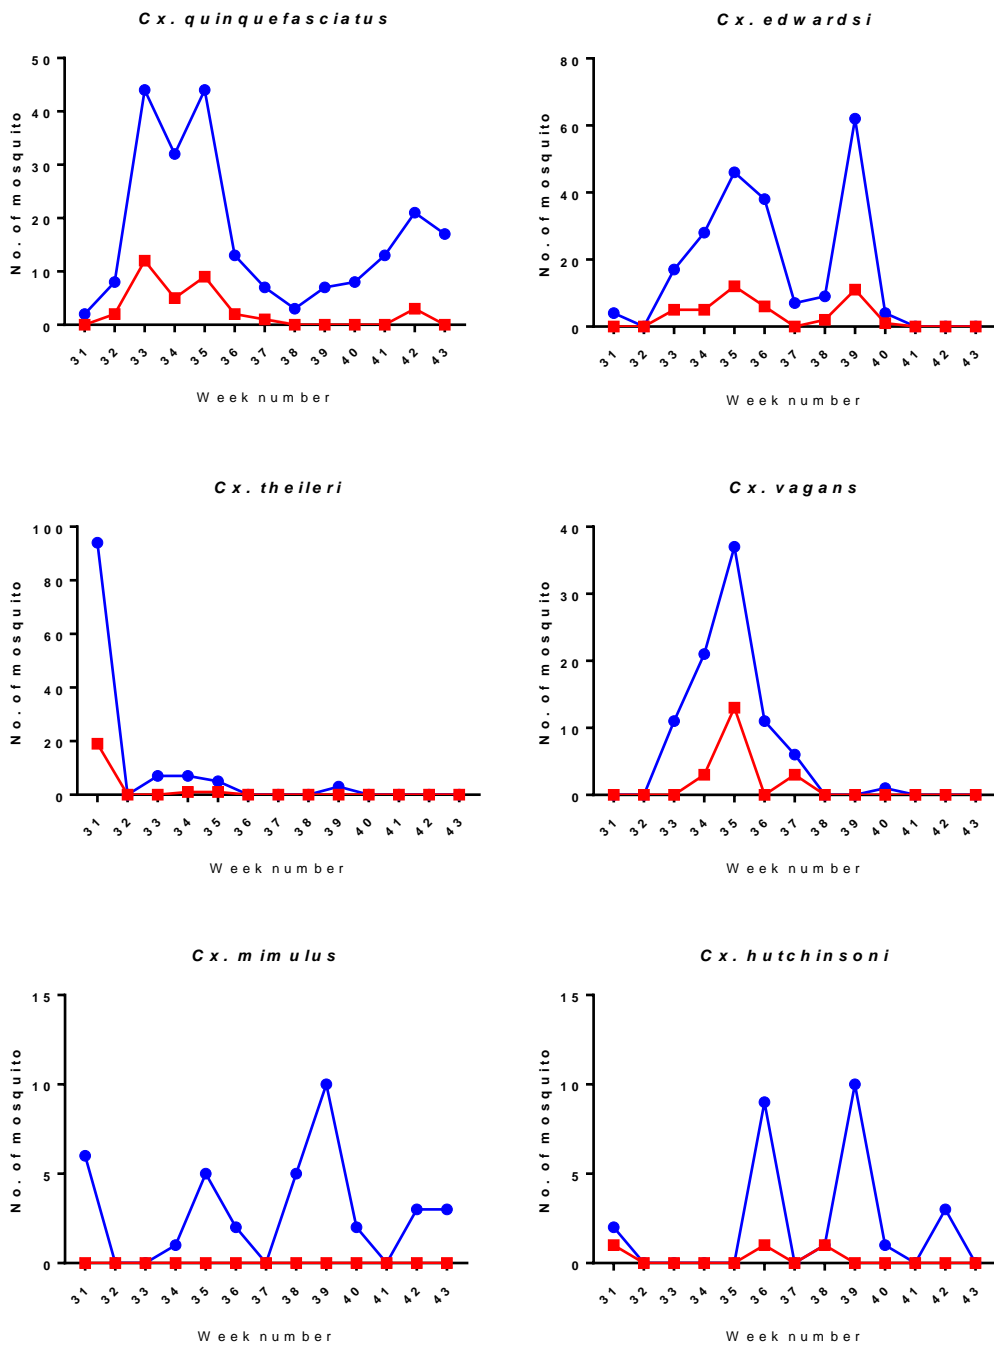 Cx. quinquefasciatus
No. of mosquito
50
40
30
20
10
0
31 32 33 34 35 36 37 38 39 40 41 42 43
Week number
Cx. edwardsi
No. of mosquito
80
60
40
20
0
31 32 33 34 35 36 37 38 39 40 41 42 43
Week number
Cx. theileri
No. of mosquito
100
80
60
40
20
0
31 32 33 34 35 36 37 38 39 40 41 42 43
Week number
Cx. vagans
No. of mosquito
40
30
20
10
0
31 32 33 34 35 36 37 38 39 40 41 42 43
Week number
Cx. mimulus
No. of mosquito
15
10
5
0
31 32 33 34 35 36 37 38 39 40 41 42 43
Week number
Cx. hutchinsoni
No. of mosquito
15
10
5
0
31 32 33 34 35 36 37 38 39 40 41 42 43
Week number